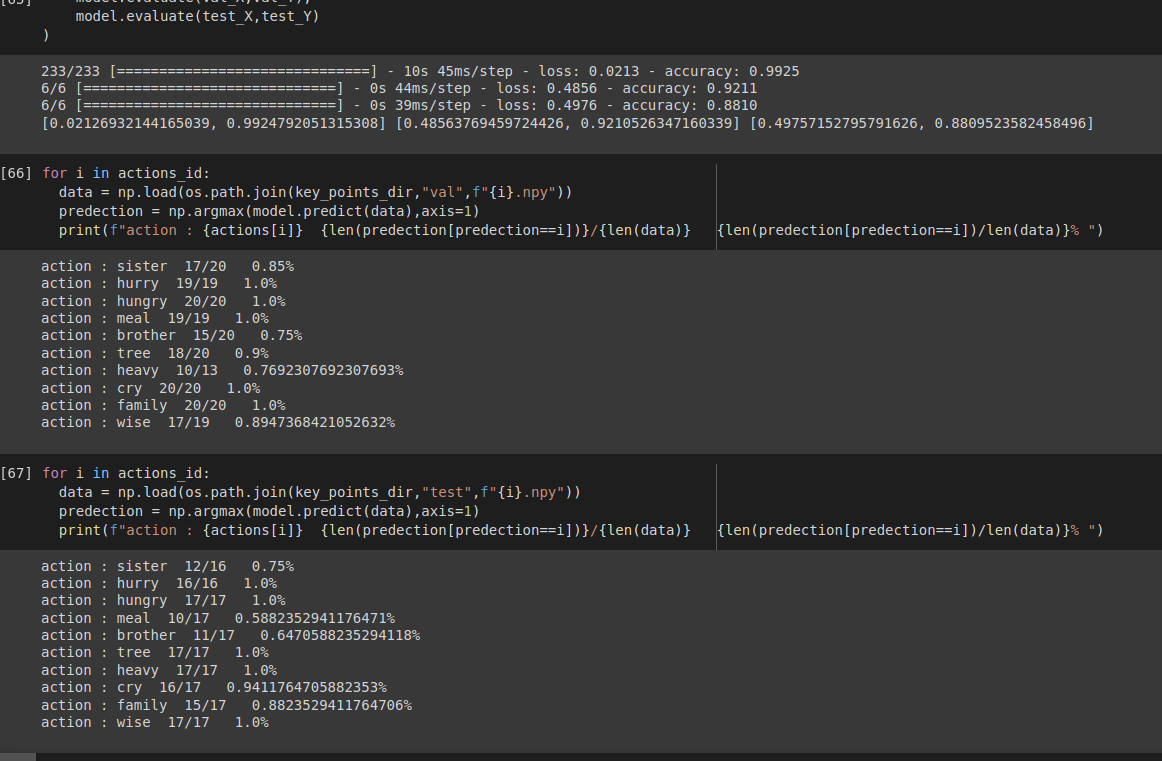 model.evaluate(test_X,test_Y)
)
233/233 [==============================] - 10s 45ms/step - loss: 0.0213 - accuracy: 0.9925
6/6 [==============================] - 0s 44ms/step - loss: 0.4856 - accuracy: 0.9211
6/6 [==============================] - 0s 39ms/step - loss: 0.4976 - accuracy: 0.8810
[0.02126932144165039, 0.9924792051315308] [0.48563769459724426, 0.9210526347160339] [0.49757152795791626, 0.8809523582458496]
[66] for i in actions_id:
data = np.load(os.path.join(key_points_dir,"val",f"{i}.npy"))
predection = np.argmax(model.predict(data),axis=1)
print(f"action : {actions[i]}  {len(predection[predection==i])}/{len(data)}   {len(predection[predection==i])/len(data)}% ")
action : sister  17/20   0.85%
action : hurry  19/19   1.0%
action : hungry  20/20   1.0%
action : meal  19/19   1.0%
action : brother  15/20   0.75%
action : tree  18/20   0.9%
action : heavy  10/13   0.7692307692307693%
action : cry  20/20   1.0%
action : family  20/20   1.0%
action : wise  17/19   0.8947368421052632%
[67] for i in actions_id:
data = np.load(os.path.join(key_points_dir,"test",f"{i}.npy"))
predection = np.argmax(model.predict(data),axis=1)
print(f"action : {actions[i]}  {len(predection[predection==i])}/{len(data)}   {len(predection[predection==i])/len(data)}% ")
action : sister  12/16   0.75%
action : hurry  16/16   1.0%
action : hungry  17/17   1.0%
action : meal  10/17   0.5882352941176471%
action : brother  11/17   0.6470588235294118%
action : tree  17/17   1.0%
action : heavy  17/17   1.0%
action : cry  16/17   0.9411764705882353%
action : family  15/17   0.8823529411764706%
action : wise  17/17   1.0%